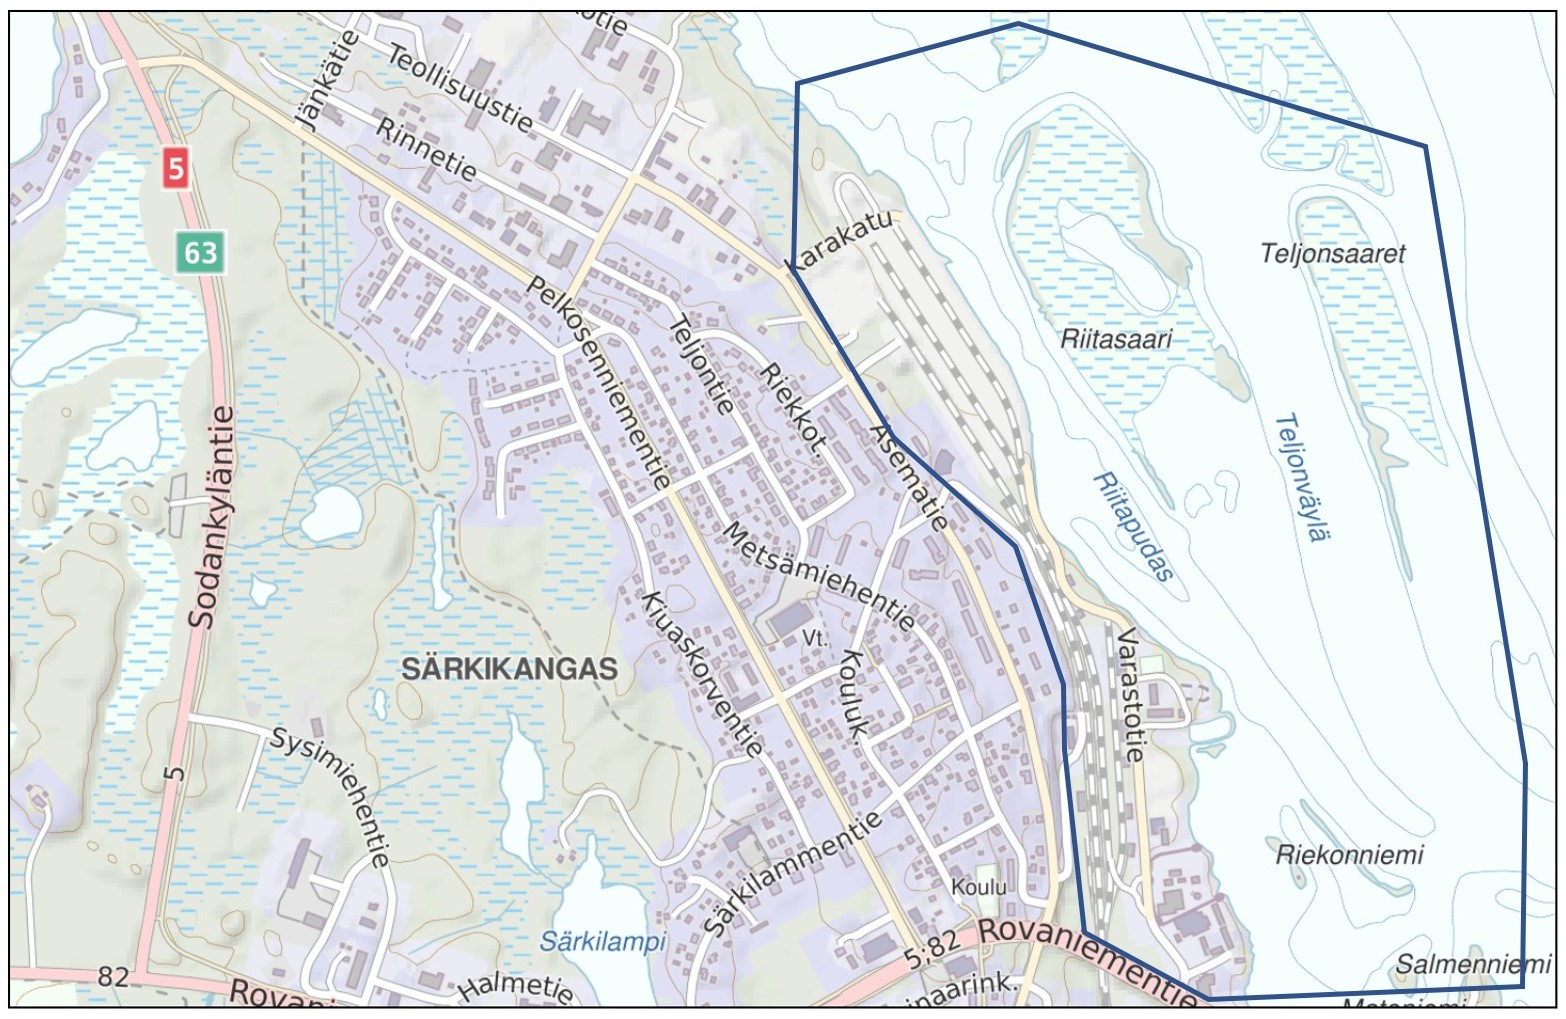 Jänkätie
Teollisuustie
Rinnetie
5
63
Karakatu
Teljonsaaret
Pelkosenniementie
Teljontie
Riitasaari
Riekkot.
Sodankyläntie
Asematie
Teljonväylä
Riitapudas
Metsämiehentie
Kiuaskorventie
Vt.
Kouluk.
Varastotie
SÄRKIKANGAS
Sysimiehentie
5
Särkilammentie
Riekonniemi
Koulu
Särkilampi
5;82
Rovaniementie
Salmenniemi
82
Halmetie